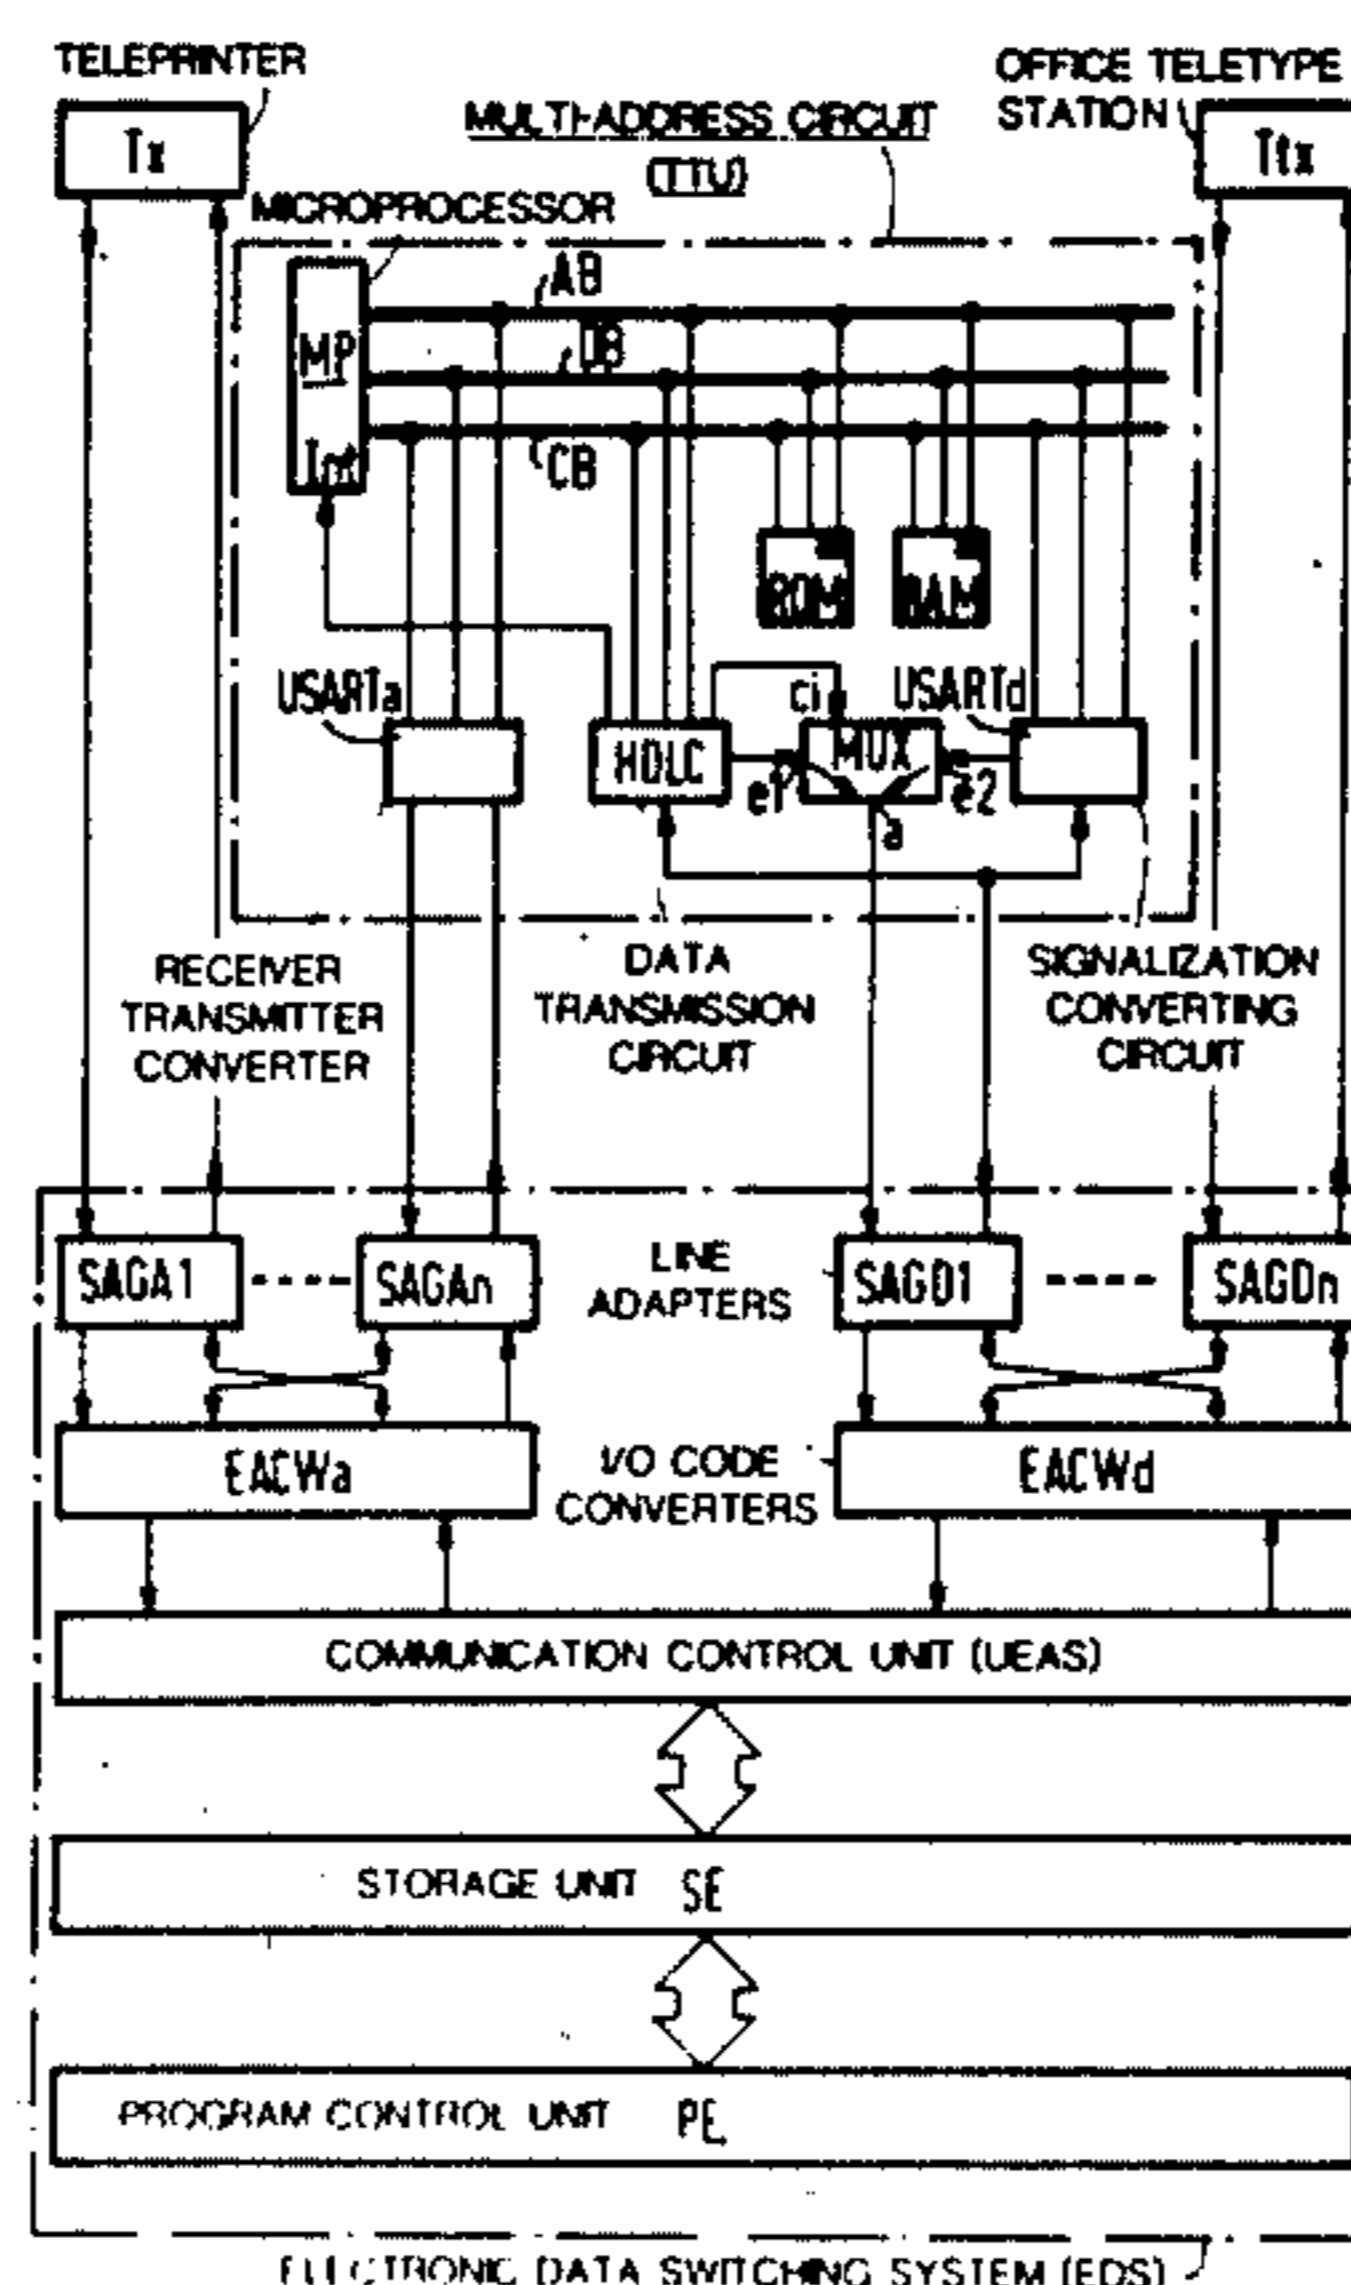 TELEPRINTER
OFFICE TELETYPE
STATION
Tx
MULTI-ADDRESS CIRCUIT
(TTU)
Ttx
MICROPROCESSOR
AB
DB
MP
CB
Int
ROM
RAM
USARTa
ci
USARTd
HDLC
MUX
e1
e2
a
RECEIVER
TRANSMITTER
CONVERTER
DATA
TRANSMISSION
CIRCUIT
SIGNALIZATION
CONVERTING
CIRCUIT
SAGA1
SAGAn
LINE
ADAPTERS
SAGD1
SAGDn
EACWa
I/O CODE
CONVERTERS
EACWd
COMMUNICATION CONTROL UNIT (UEAS)
STORAGE UNIT SE
PROGRAM CONTROL UNIT PE
ELECTRONIC DATA SWITCHING SYSTEM (EDS)